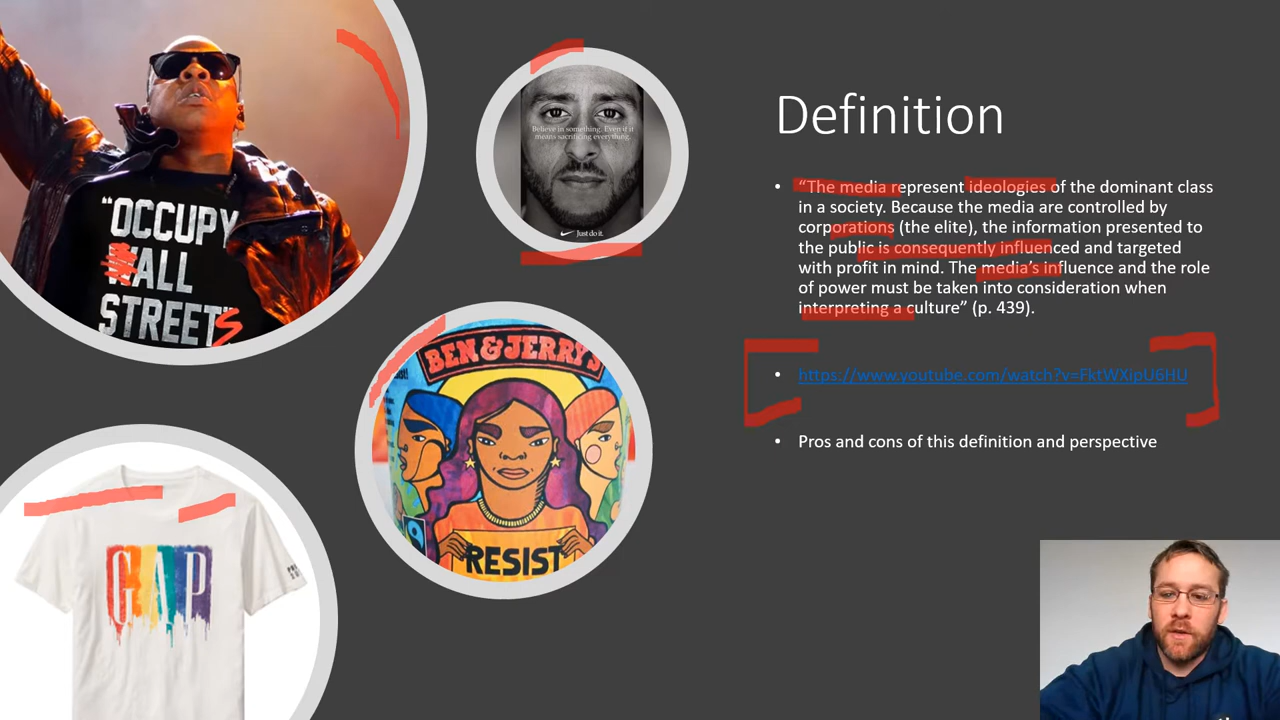 "OCCUPY
WALL
STREETS
Believe in something. Even if it
means sacrificing everything.
Just do it.
BEN & JERRY'S
RESIST
GAP
Definition
• "The media represent ideologies of the dominant class
in a society. Because the media are controlled by
corporations (the elite), the information presented to
the public is consequently influenced and targeted
with profit in mind. The media's influence and the role
of power must be taken into consideration when
interpreting a culture" (p. 439).
• https://www.youtube.com/watch?v=FktWXipU6HU
• Pros and cons of this definition and perspective